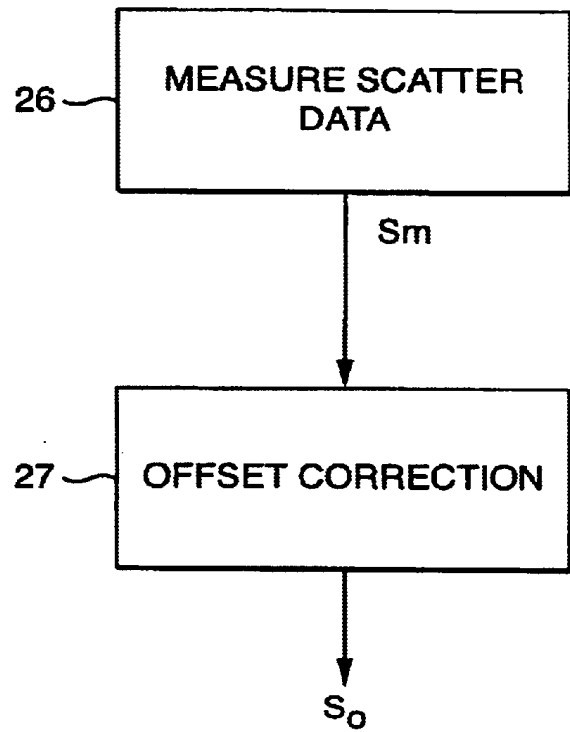 26
MEASURE SCATTER
DATA
Sm
27
OFFSET CORRECTION
So